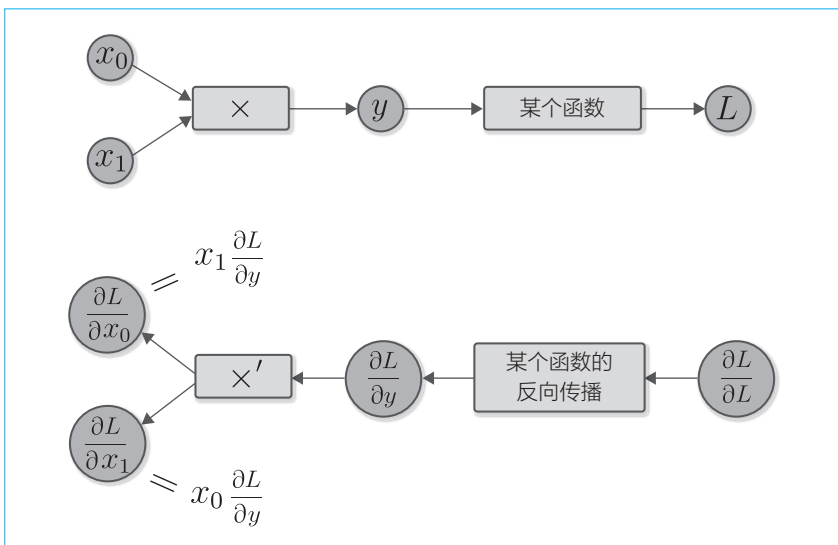 x₀
x₁
×
y
某个函数
L
x₁ ∂L/∂y
=
∂L/∂x₀
×′
∂L/∂y
某个函数的
反向传播
∂L/∂L
∂L/∂x₁
=
x₀ ∂L/∂y